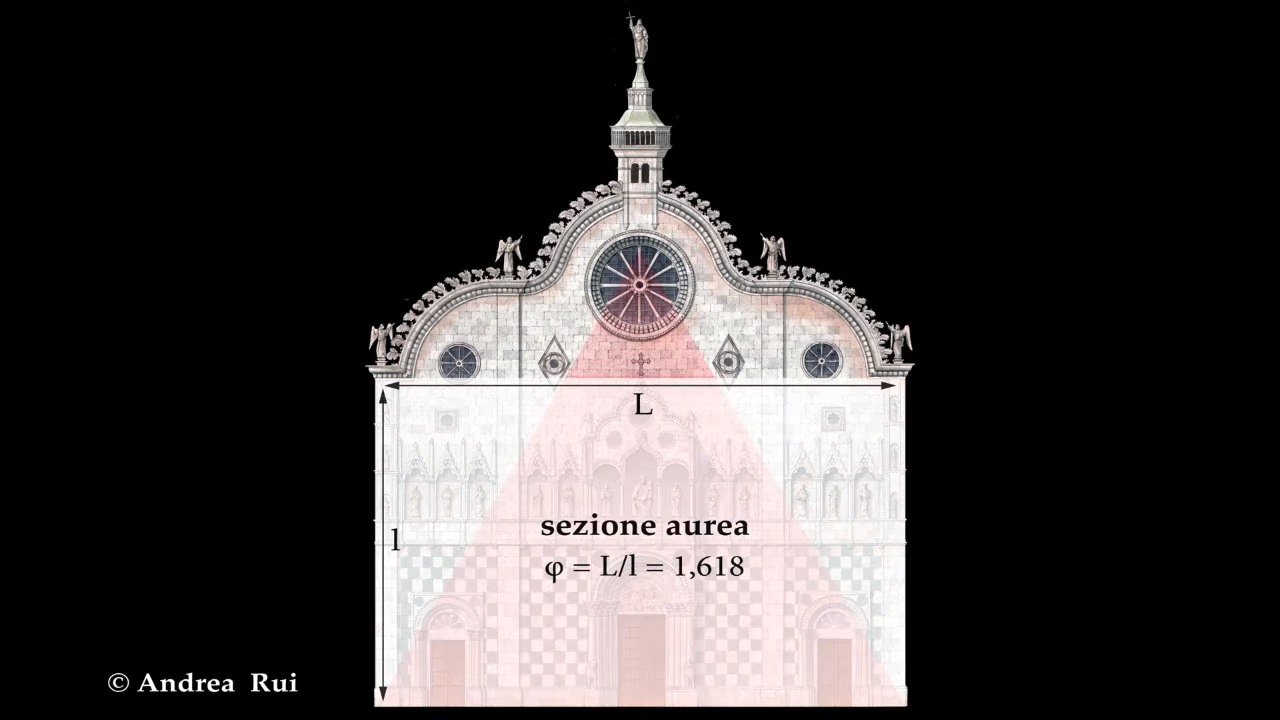 L
l
sezione aurea
φ = L/l = 1,618
© Andrea Rui